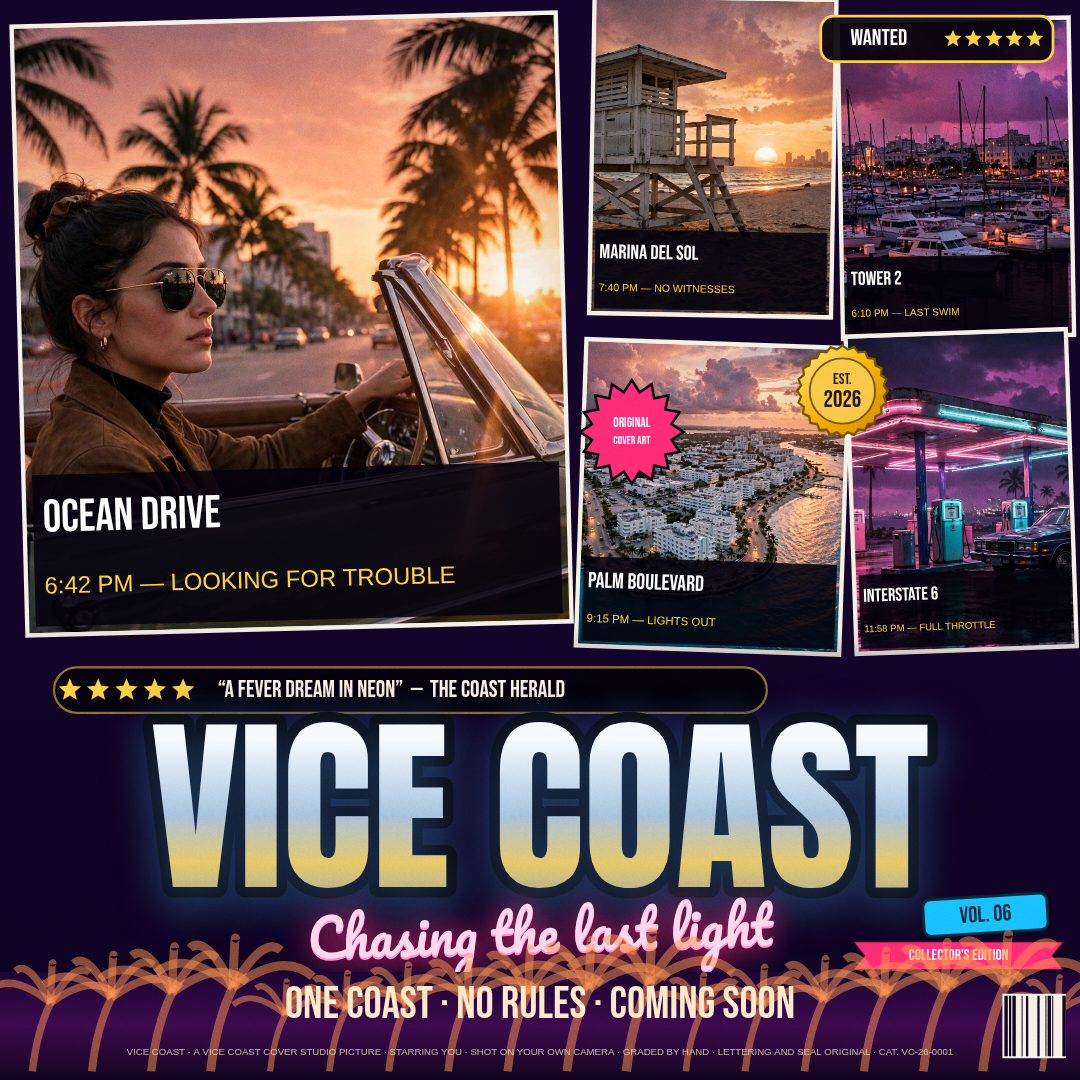 WANTED ★★★★★
MARINA DEL SOL
7:40 PM — NO WITNESSES
TOWER 2
6:10 PM — LAST SWIM
OCEAN DRIVE
6:42 PM — LOOKING FOR TROUBLE
ORIGINAL
COVER ART
EST.
2026
PALM BOULEVARD
9:15 PM — LIGHTS OUT
INTERSTATE 6
11:58 PM — FULL THROTTLE
★★★★★ “A FEVER DREAM IN NEON” — THE COAST HERALD
VICE COAST
Chasing the last light
VOL. 06
COLLECTOR'S EDITION
ONE COAST · NO RULES · COMING SOON
VICE COAST · A VICE COAST COVER STUDIO PICTURE · STARRING YOU · SHOT ON YOUR OWN CAMERA · GRADED BY HAND · LETTERING AND SEAL ORIGINAL · CAT. VC-26-0001